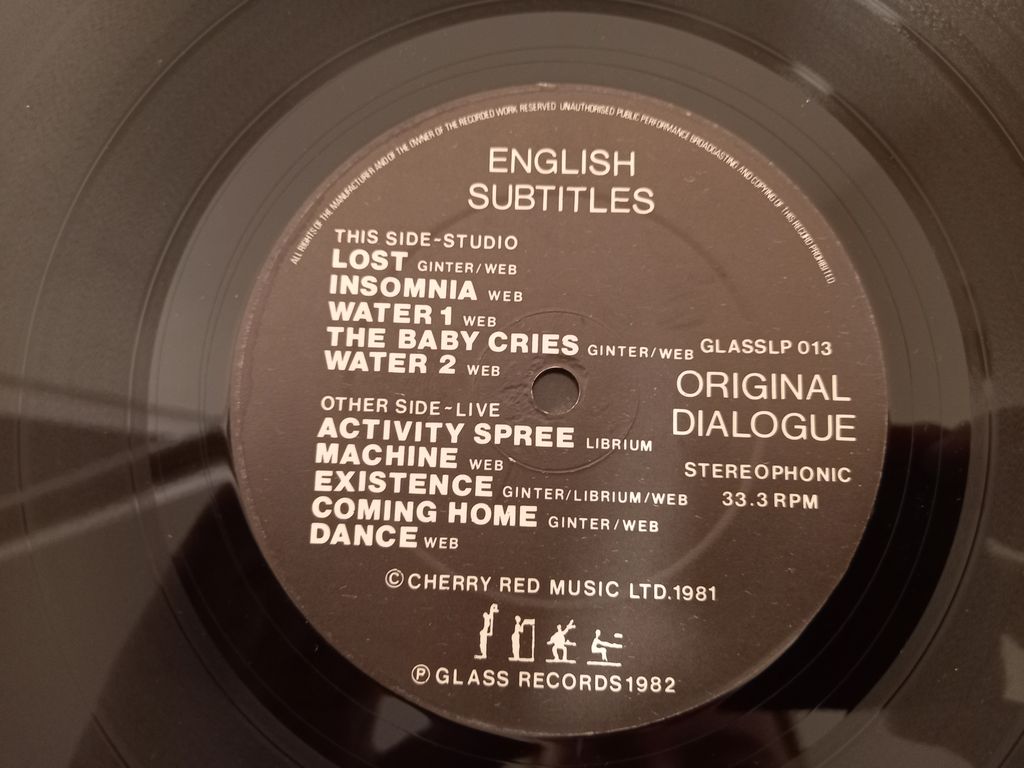 ALL RIGHTS OF THE MANUFACTURER AND OF THE OWNER OF THE RECORDED WORK RESERVED UNAUTHORISED PUBLIC PERFORMANCE BROADCASTING AND COPYING OF THIS RECORD PROHIBITED
ENGLISH
SUBTITLES
THIS SIDE-STUDIO
LOST GINTER/WEB
INSOMNIA WEB
WATER 1 WEB
THE BABY CRIES GINTER/WEB
WATER 2 WEB
OTHER SIDE-LIVE
ACTIVITY SPREE LIBRIUM
MACHINE WEB
EXISTENCE GINTER/LIBRIUM/WEB
COMING HOME GINTER/WEB
DANCE WEB
GLASSLP 013
ORIGINAL
DIALOGUE
STEREOPHONIC
33.3 RPM
© CHERRY RED MUSIC LTD.1981
℗ GLASS RECORDS 1982